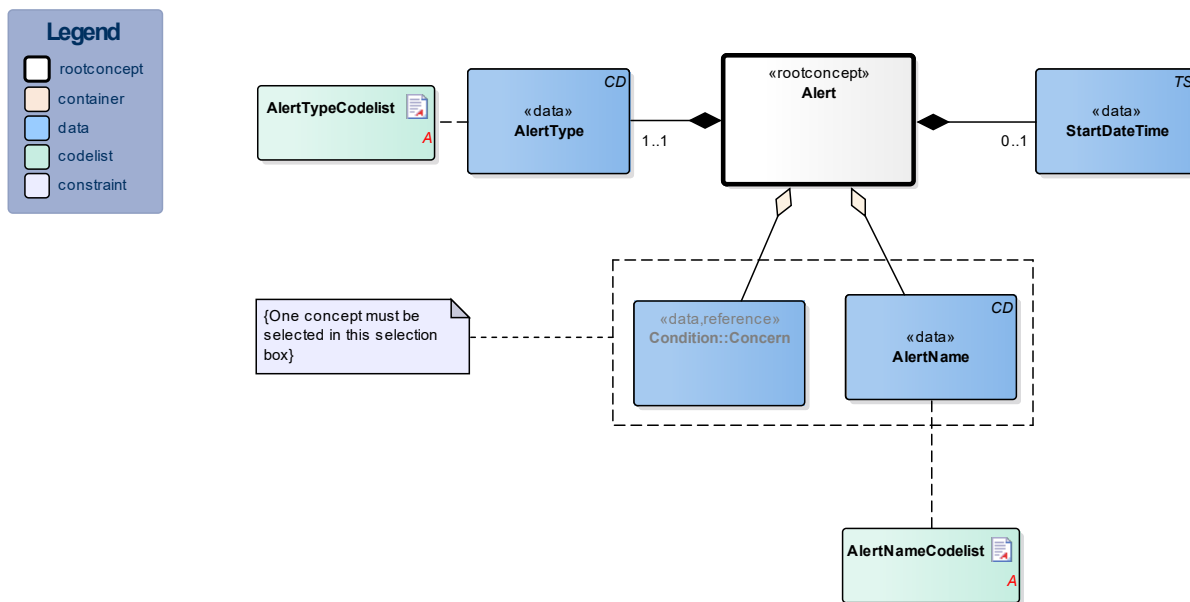 Legend
rootconcept
container
data
codelist
constraint
AlertTypeCodelist
A
CD
«data»
AlertType
1..1
«rootconcept»
Alert
0..1
TS
«data»
StartDateTime
{One concept must be
selected in this selection
box}
«data,reference»
Condition::Concern
CD
«data»
AlertName
AlertNameCodelist
A